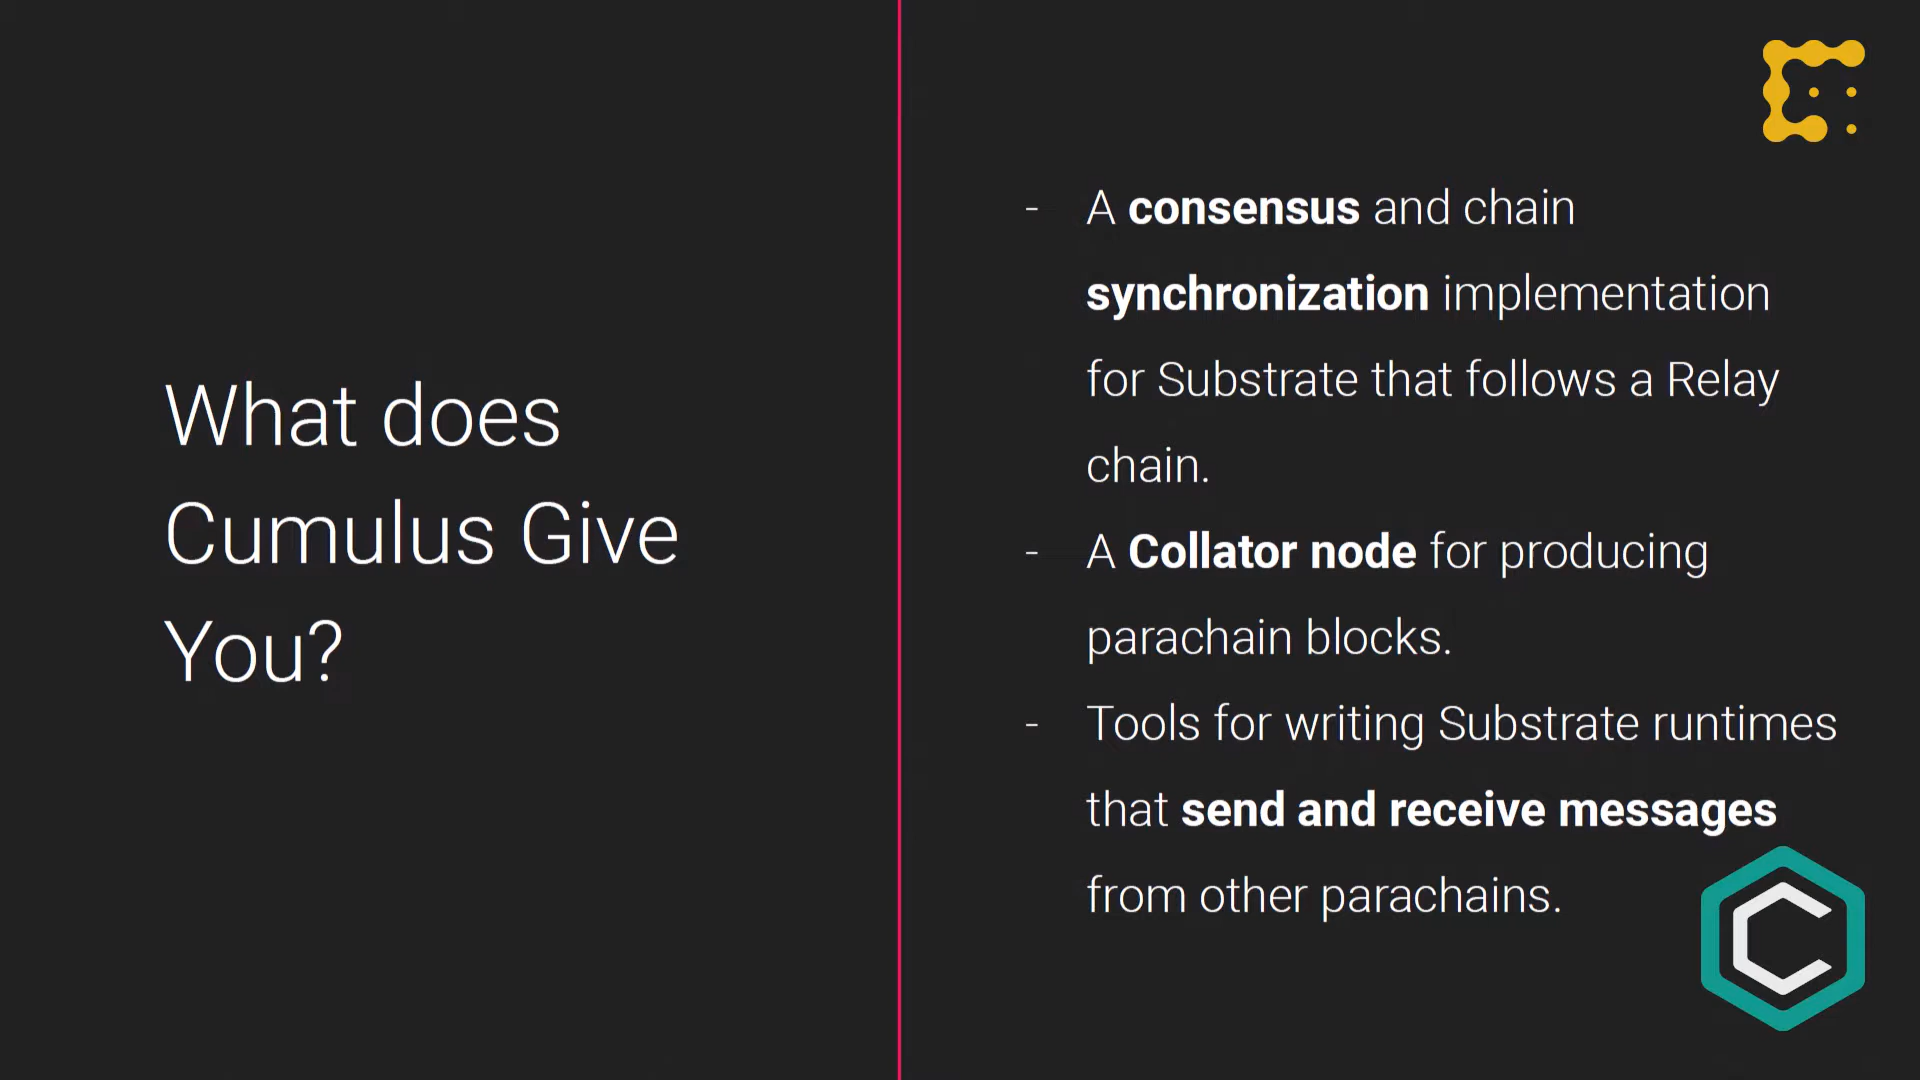 What does
Cumulus Give
You?
- A consensus and chain
synchronization implementation
for Substrate that follows a Relay
chain.
- A Collator node for producing
parachain blocks.
- Tools for writing Substrate runtimes
that send and receive messages
from other parachains.